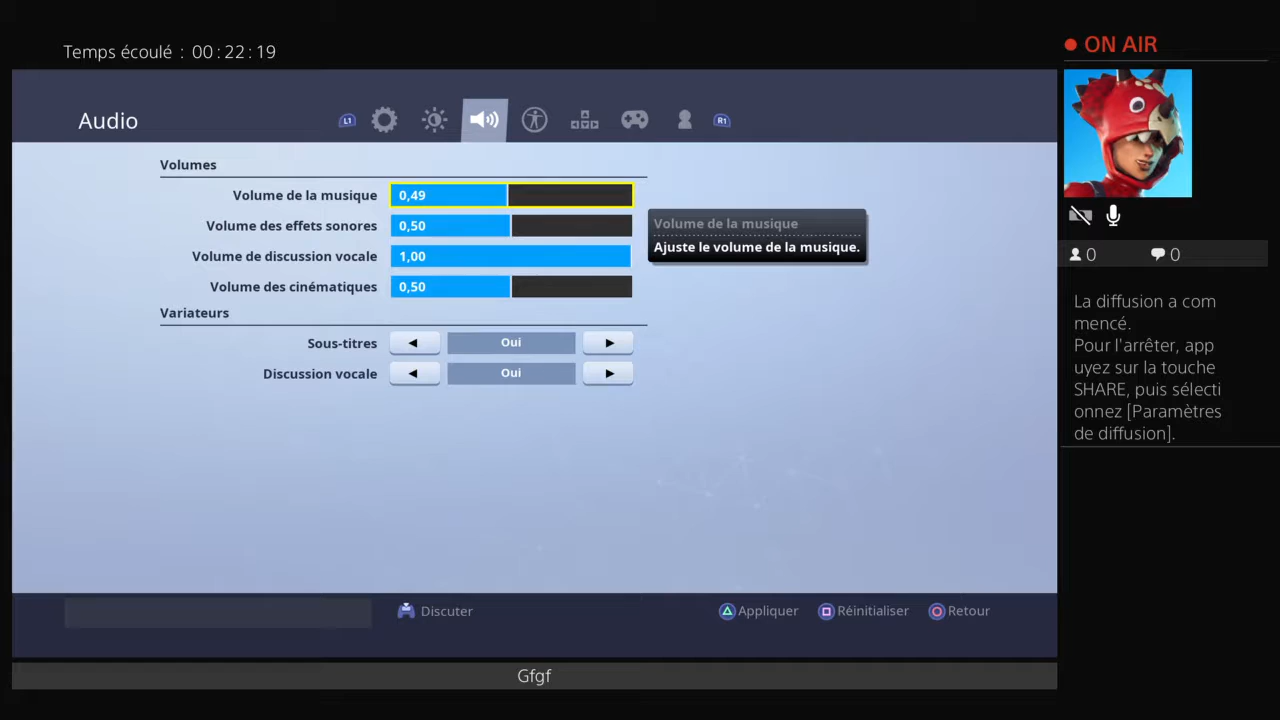 Temps écoulé : 00:22:19
ON AIR
Audio
L1
R1
Volumes
Volume de la musique
0,49
Volume des effets sonores
0,50
Volume de discussion vocale
1,00
Volume des cinématiques
0,50
Volume de la musique
Ajuste le volume de la musique.
Variateurs
Sous-titres
Oui
Discussion vocale
Oui
0
0
La diffusion a com
mencé.
Pour l'arrêter, app
uyez sur la touche
SHARE, puis sélecti
onnez [Paramètres
de diffusion].
Discuter
Appliquer
Réinitialiser
Retour
Gfgf